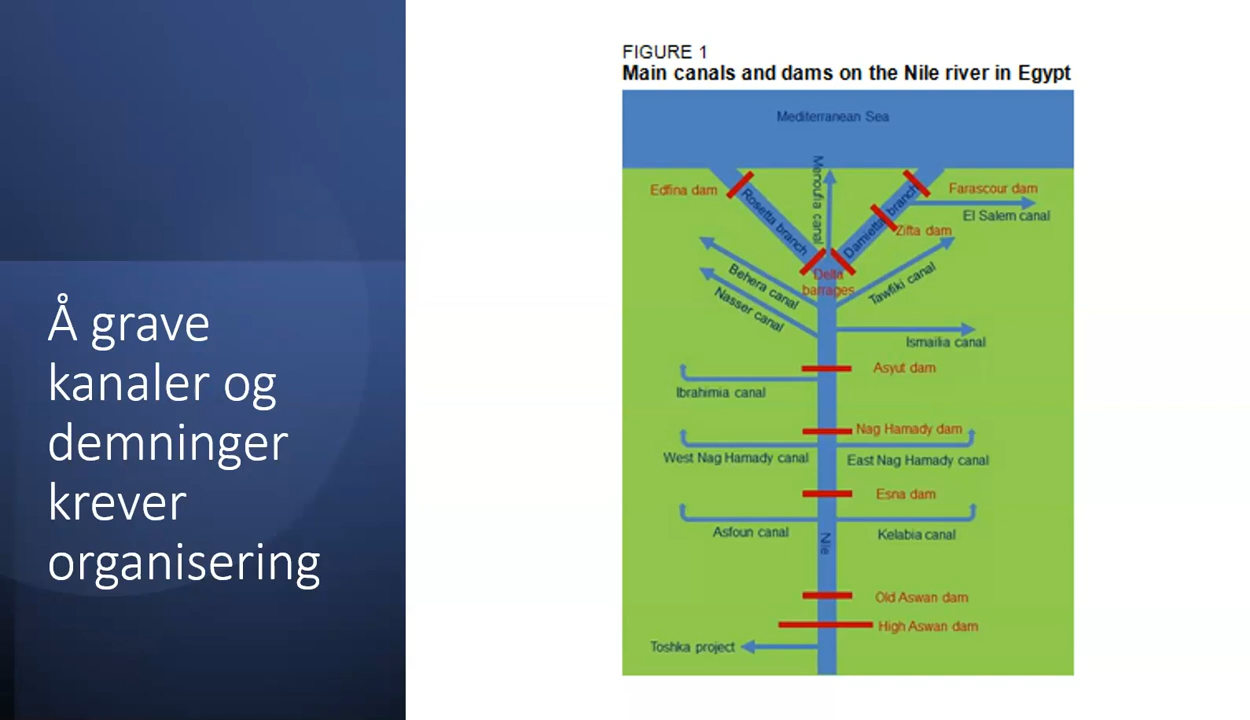 Å grave
kanaler og
demninger
krever
organisering
FIGURE 1
Main canals and dams on the Nile river in Egypt
Mediterranean Sea
Edfina dam
Rosetta branch
Menoufia canal
Damietta branch
Farascour dam
El Salem canal
Zifta dam
Delta
barrages
Behera canal
Nasser canal
Tawfiki canal
Ismailia canal
Asyut dam
Ibrahimia canal
Nag Hamady dam
West Nag Hamady canal
East Nag Hamady canal
Esna dam
Asfoun canal
Kelabia canal
Nile
Old Aswan dam
High Aswan dam
Toshka project